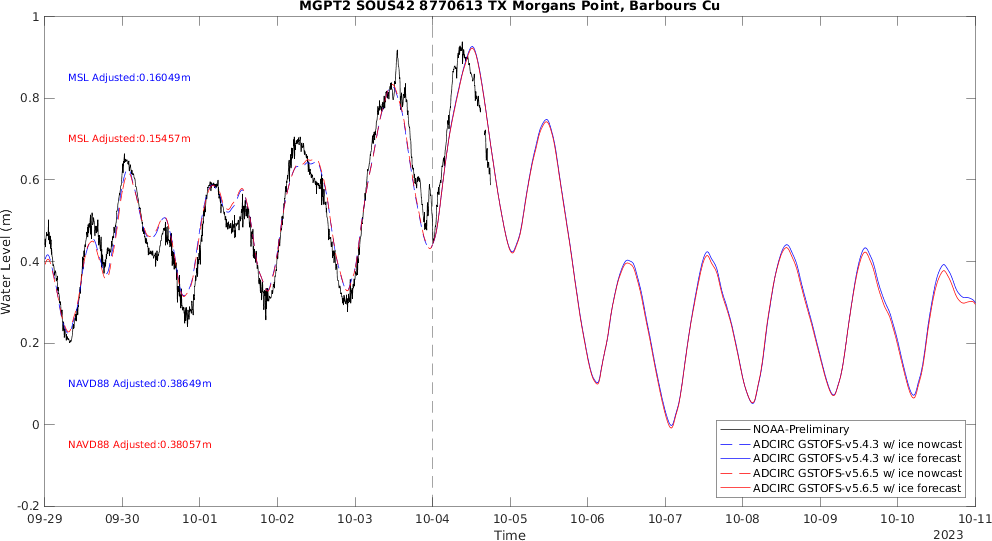 MGPT2 SOUS42 8770613 TX Morgans Point, Barbours Cu
1
0.8
0.6
0.4
0.2
0
-0.2
Water Level (m)
MSL Adjusted:0.16049m
MSL Adjusted:0.15457m
NAVD88 Adjusted:0.38649m
NAVD88 Adjusted:0.38057m
NOAA-Preliminary
ADCIRC GSTOFS-v5.4.3 w/ ice nowcast
ADCIRC GSTOFS-v5.4.3 w/ ice forecast
ADCIRC GSTOFS-v5.6.5 w/ ice nowcast
ADCIRC GSTOFS-v5.6.5 w/ ice forecast
09-29 09-30 10-01 10-02 10-03 10-04 10-05 10-06 10-07 10-08 10-09 10-10 10-11
Time
2023